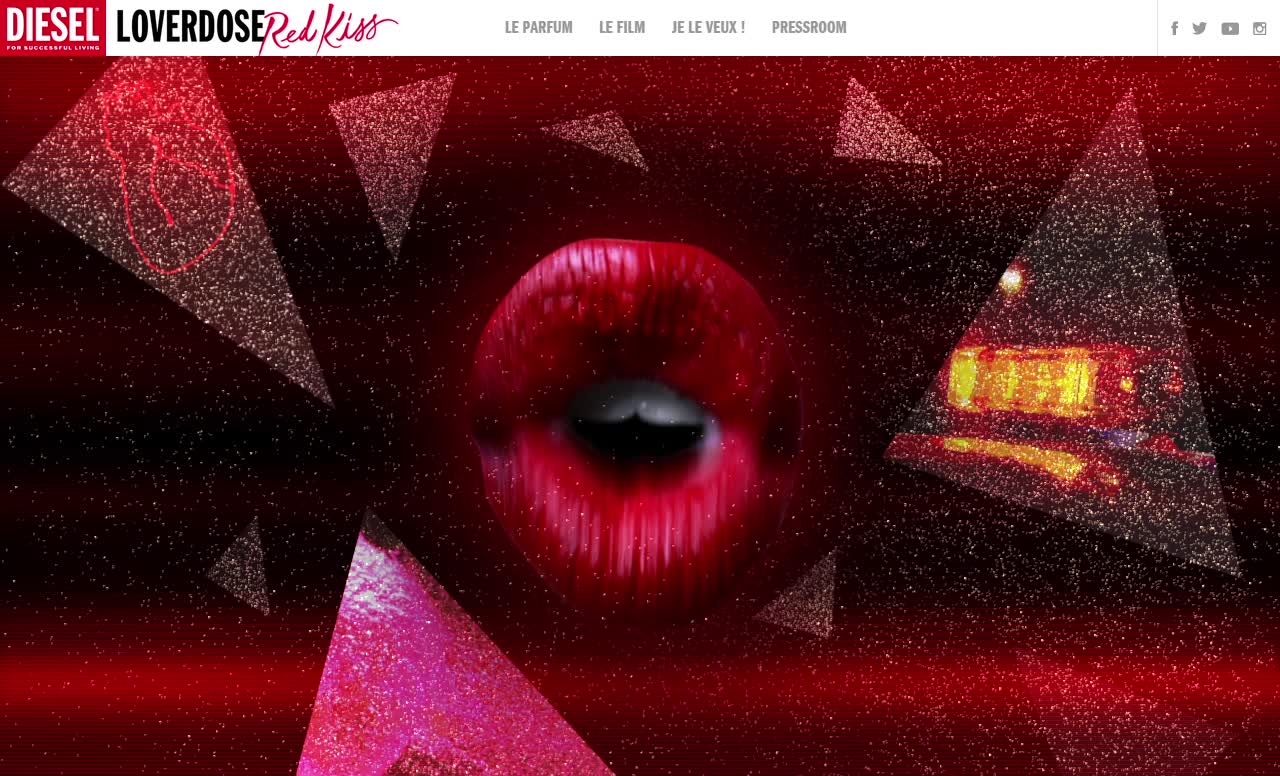 DIESEL
FOR SUCCESSFUL LIVING
LOVERDOSE Red Kiss
LE PARFUM
LE FILM
JE LE VEUX !
PRESSROOM